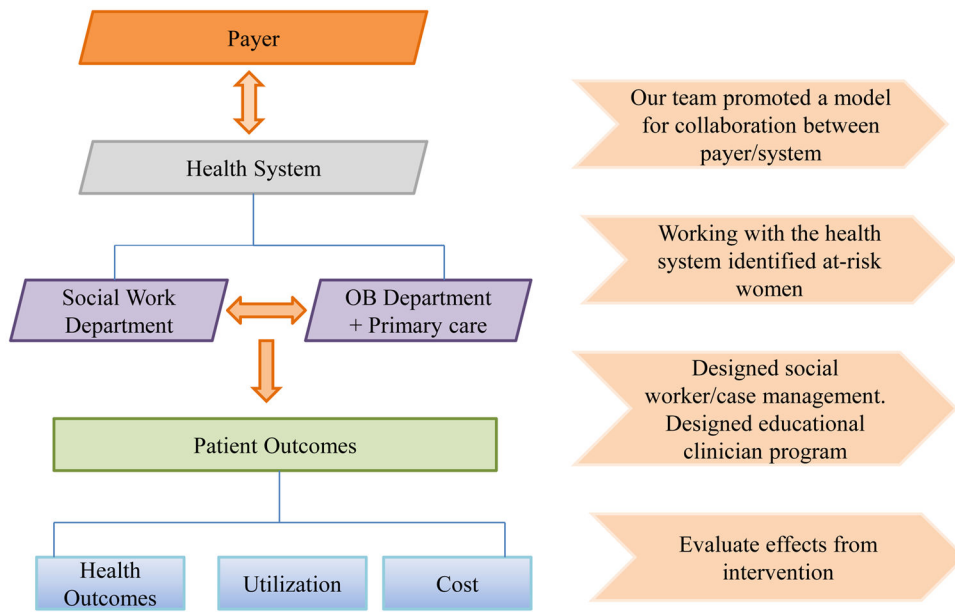 Payer
Health System
Social Work
Department
OB Department
+ Primary care
Patient Outcomes
Health
Outcomes
Utilization
Cost
Our team promoted a model
for collaboration between
payer/system
Working with the health
system identified at-risk
women
Designed social
worker/case management.
Designed educational
clinician program
Evaluate effects from
intervention